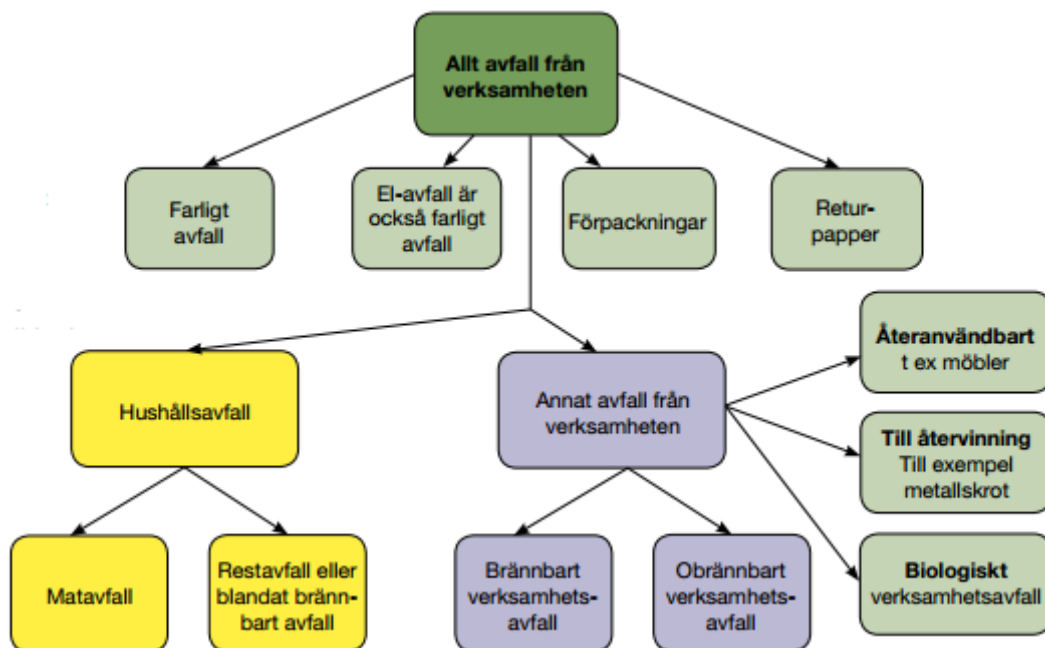 Allt avfall från
verksamheten
Farligt
avfall
El-avfall är
också farligt
avfall
Förpackningar
Retur-
papper
Hushållsavfall
Annat avfall från
verksamheten
Återanvändbart
t ex möbler
Till återvinning
Till exempel
metallskrot
Biologiskt
verksamhetsavfall
Matavfall
Restavfall eller
blandat bränn-
bart avfall
Brännbart
verksamhets-
avfall
Obrännbart
verksamhets-
avfall